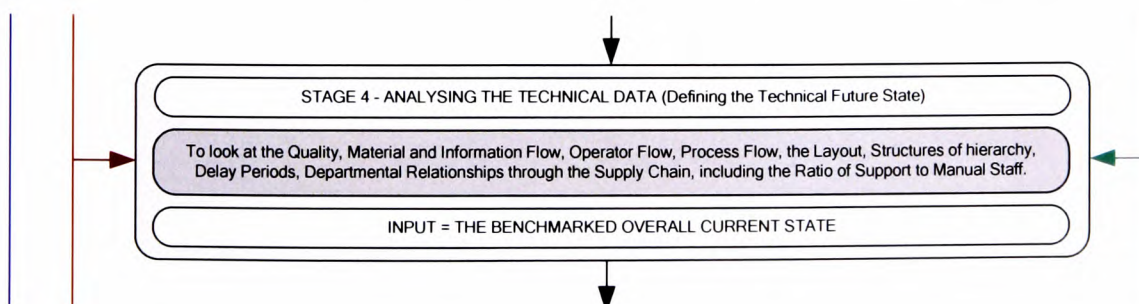 STAGE 4 - ANALYSING THE TECHNICAL DATA (Defining the Technical Future State)
To look at the Quality, Material and Information Flow, Operator Flow, Process Flow, the Layout, Structures of hierarchy,
Delay Periods, Departmental Relationships through the Supply Chain, including the Ratio of Support to Manual Staff.
INPUT = THE BENCHMARKED OVERALL CURRENT STATE